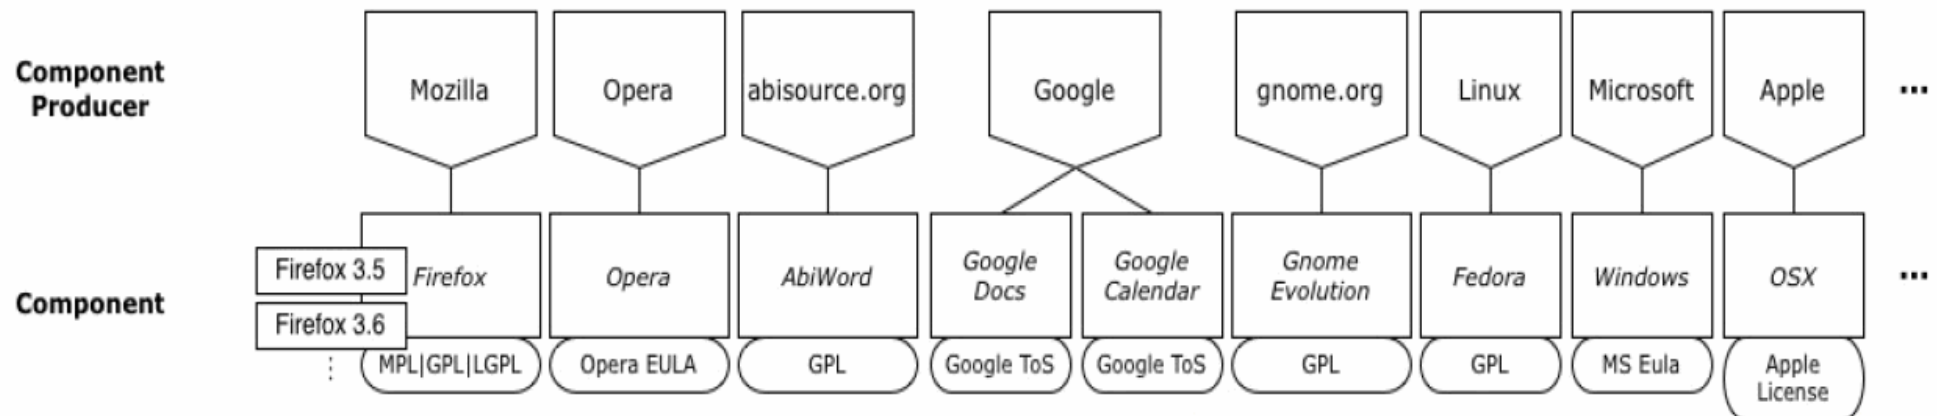 Component
Producer
Mozilla
Opera
abisource.org
Google
gnome.org
Linux
Microsoft
Apple
...
Component
Firefox 3.5
Firefox 3.6
Firefox
Opera
AbiWord
Google
Docs
Google
Calendar
Gnome
Evolution
Fedora
Windows
OSX
...
MPL|GPL|LGPL
Opera EULA
GPL
Google ToS
Google ToS
GPL
GPL
MS Eula
Apple
License